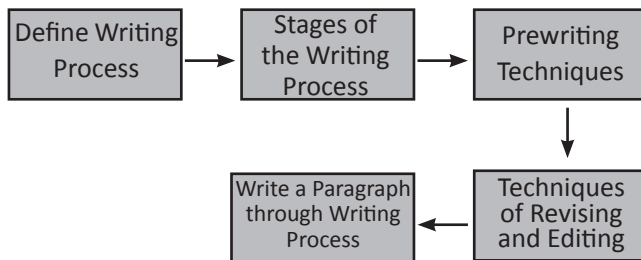 Define Writing
Process
Stages of
the Writing
Process
Prewriting
Techniques
Techniques
of Revising
and Editing
Write a Paragraph
through Writing
Process